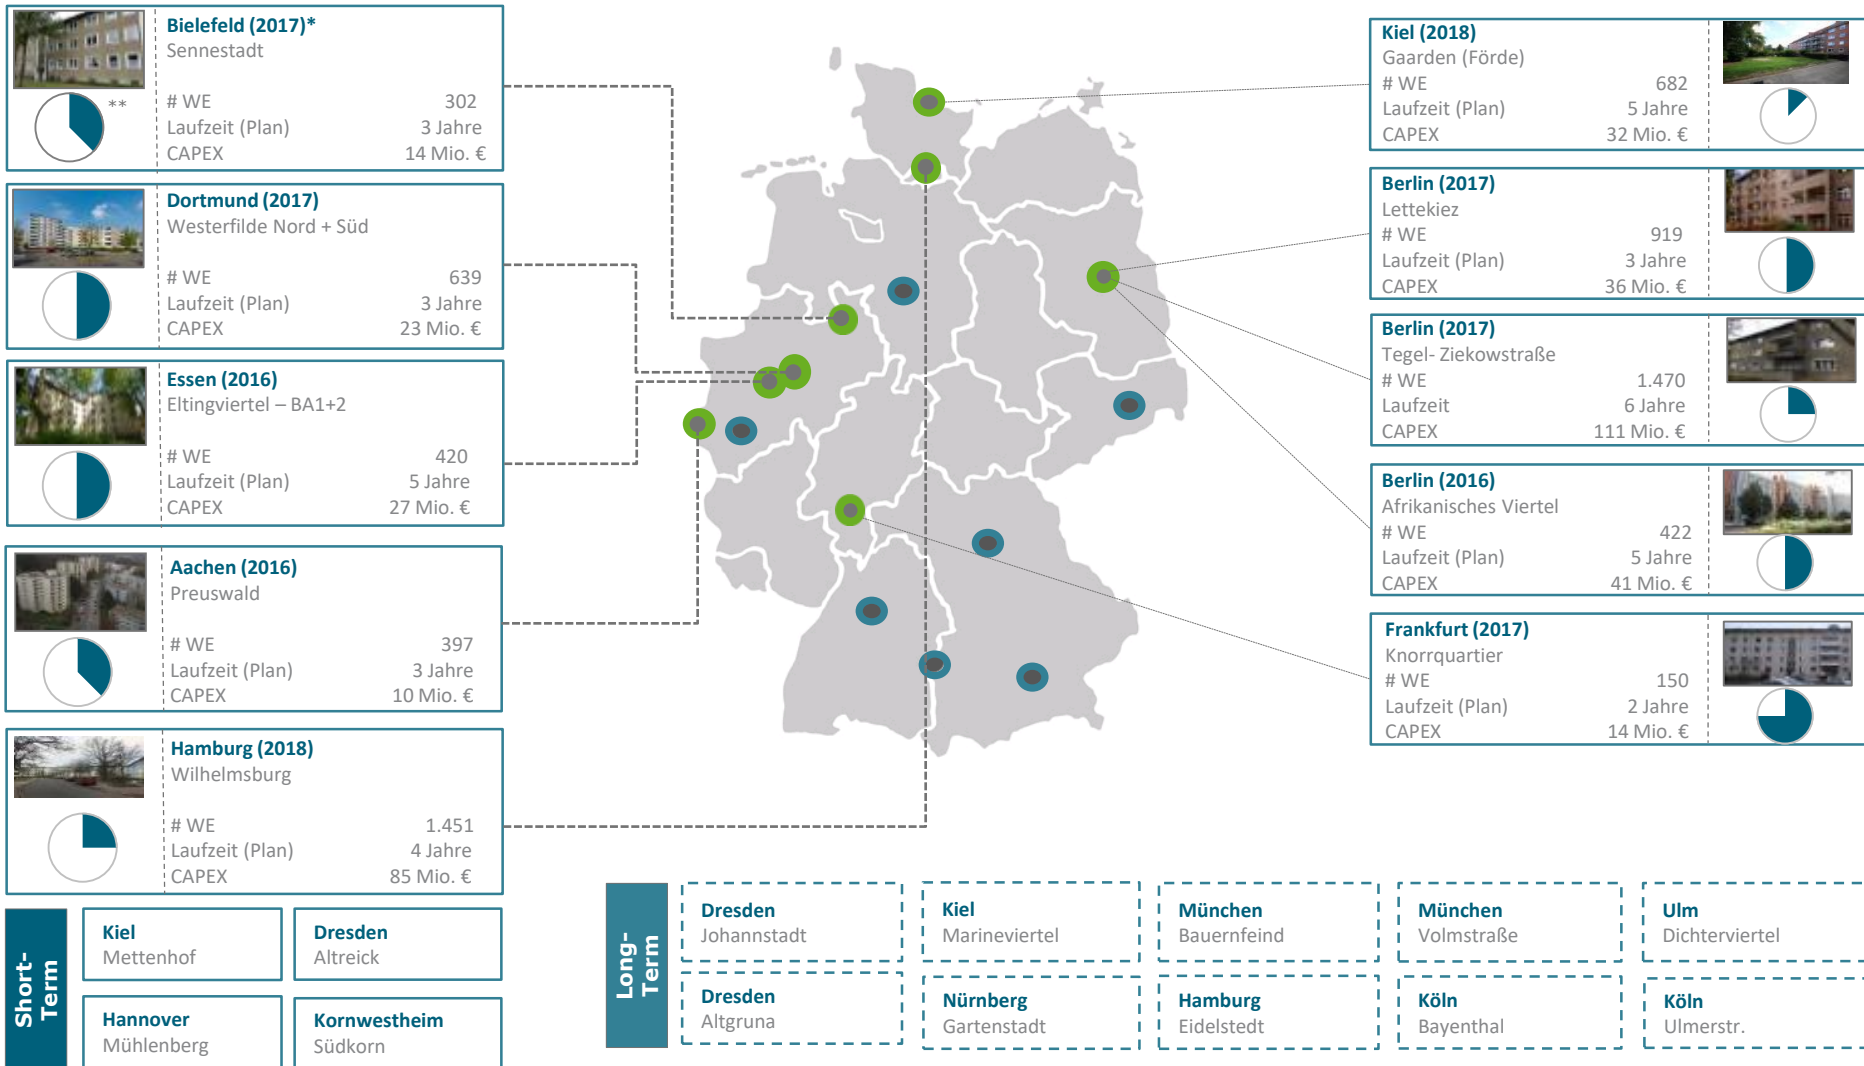 Bielefeld (2017)*
Sennestadt
**
# WE 302
Laufzeit (Plan) 3 Jahre
CAPEX 14 Mio. €
Dortmund (2017)
Westerfilde Nord + Süd
# WE 639
Laufzeit (Plan) 3 Jahre
CAPEX 23 Mio. €
Essen (2016)
Eltingviertel – BA1+2
# WE 420
Laufzeit (Plan) 5 Jahre
CAPEX 27 Mio. €
Aachen (2016)
Preuswald
# WE 397
Laufzeit (Plan) 3 Jahre
CAPEX 10 Mio. €
Hamburg (2018)
Wilhelmsburg
# WE 1.451
Laufzeit (Plan) 4 Jahre
CAPEX 85 Mio. €
Kiel (2018)
Gaarden (Förde)
# WE 682
Laufzeit (Plan) 5 Jahre
CAPEX 32 Mio. €
Berlin (2017)
Lettekiez
# WE 919
Laufzeit (Plan) 3 Jahre
CAPEX 36 Mio. €
Berlin (2017)
Tegel- Ziekowstraße
# WE 1.470
Laufzeit 6 Jahre
CAPEX 111 Mio. €
Berlin (2016)
Afrikanisches Viertel
# WE 422
Laufzeit (Plan) 5 Jahre
CAPEX 41 Mio. €
Frankfurt (2017)
Knorrquartier
# WE 150
Laufzeit (Plan) 2 Jahre
CAPEX 14 Mio. €
Short-
Term
Kiel
Mettenhof
Dresden
Altreick
Hannover
Mühlenberg
Kornwestheim
Südkorn
Long-
Term
Dresden
Johannstadt
Kiel
Marineviertel
München
Bauernfeind
München
Volmstraße
Ulm
Dichterviertel
Dresden
Altgruna
Nürnberg
Gartenstadt
Hamburg
Eidelstedt
Köln
Bayenthal
Köln
Ulmerstr.